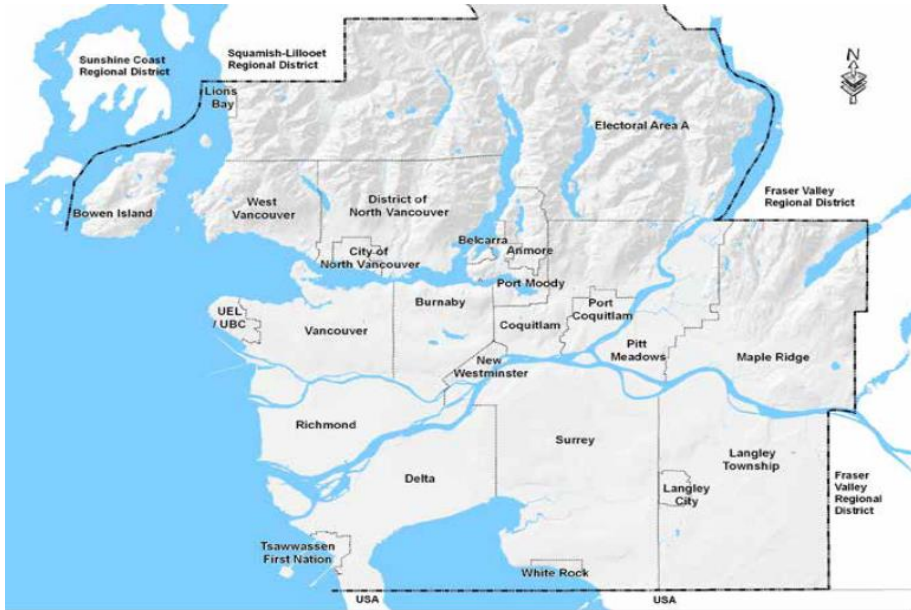 Sunshine Coast
Regional District
Squamish-Lillooet
Regional District
N
Lions
Bay
Electoral Area A
Fraser Valley
Regional District
Bowen Island
West
Vancouver
District of
North Vancouver
Belcarra
Anmore
City of
North Vancouver
Port Moody
UEL
/ UBC
Vancouver
Burnaby
Coquitlam
Port
Coquitlam
Pitt
Meadows
Maple Ridge
New
Westminster
Richmond
Surrey
Langley
Township
Delta
Langley
City
Fraser
Valley
Regional
District
Tsawwassen
First Nation
White Rock
USA
USA